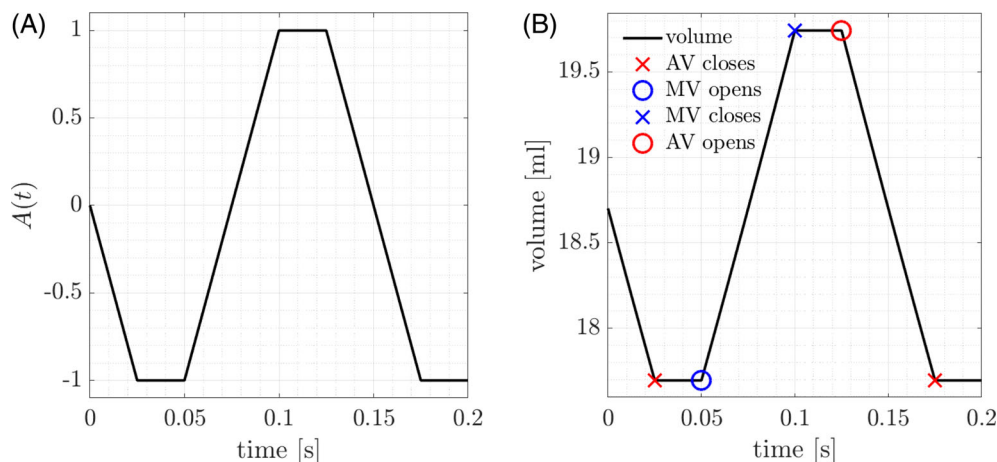 (A)
1
0.5
0
-0.5
-1
A(t)
0
0.05
0.1
0.15
0.2
time [s]
(B)
volume
AV closes
MV opens
MV closes
AV opens
19.5
19
18.5
18
volume [ml]
0
0.05
0.1
0.15
0.2
time [s]